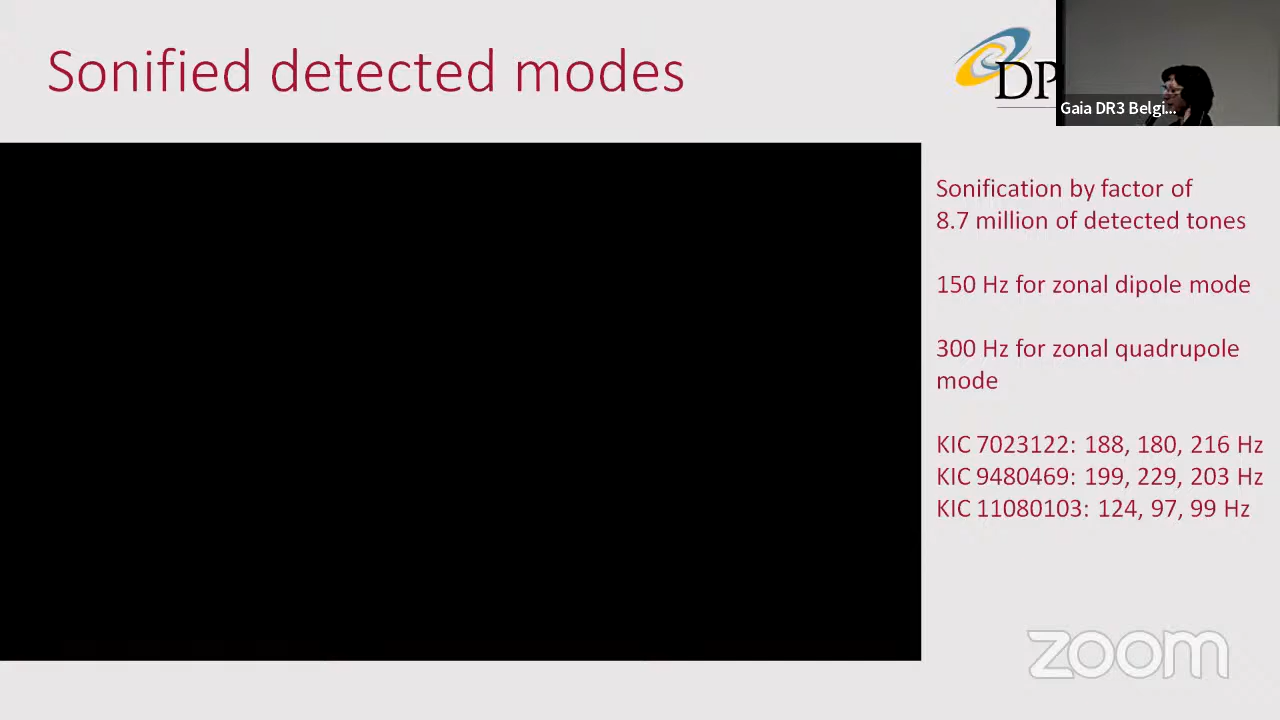 Sonified detected modes
DP
Gaia DR3 Belgi...
Sonification by factor of
8.7 million of detected tones
150 Hz for zonal dipole mode
300 Hz for zonal quadrupole
mode
KIC 7023122: 188, 180, 216 Hz
KIC 9480469: 199, 229, 203 Hz
KIC 11080103: 124, 97, 99 Hz
zoom